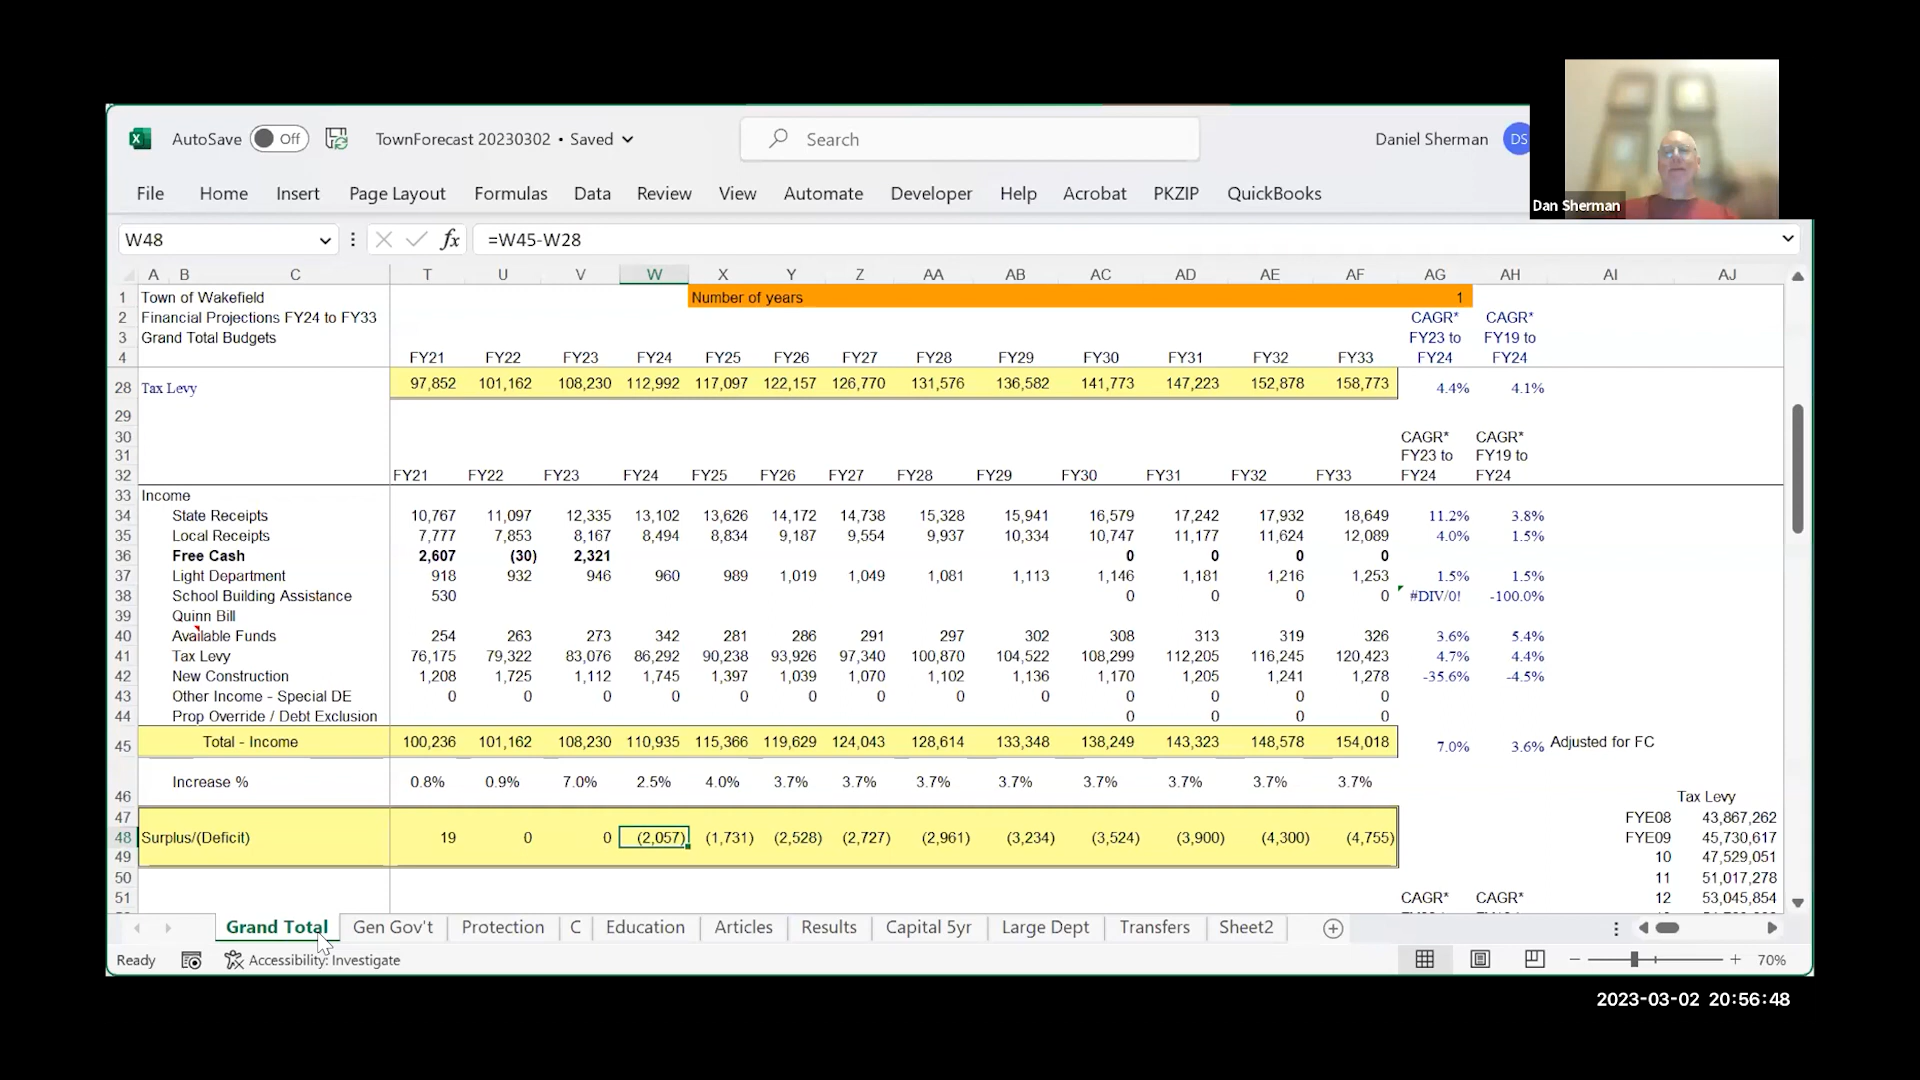 AutoSave Off TownForecast 20230302 • Saved Search Daniel Sherman DS
File Home Insert Page Layout Formulas Data Review View Automate Developer Help Acrobat PKZIP QuickBooks
Dan Sherman
W48 fx =W45-W28
A B C T U V W X Y Z AA AB AC AD AE AF AG AH AI AJ
1 Town of Wakefield Number of years 1
2 Financial Projections FY24 to FY33 CAGR* CAGR*
3 Grand Total Budgets FY23 to FY19 to
4 FY21 FY22 FY23 FY24 FY25 FY26 FY27 FY28 FY29 FY30 FY31 FY32 FY33 FY24 FY24
28 Tax Levy 97,852 101,162 108,230 112,992 117,097 122,157 126,770 131,576 136,582 141,773 147,223 152,878 158,773 4.4% 4.1%
29
30 CAGR* CAGR*
31 FY23 to FY19 to
32 FY21 FY22 FY23 FY24 FY25 FY26 FY27 FY28 FY29 FY30 FY31 FY32 FY33 FY24 FY24
33 Income
34 State Receipts 10,767 11,097 12,335 13,102 13,626 14,172 14,738 15,328 15,941 16,579 17,242 17,932 18,649 11.2% 3.8%
35 Local Receipts 7,777 7,853 8,167 8,494 8,834 9,187 9,554 9,937 10,334 10,747 11,177 11,624 12,089 4.0% 1.5%
36 Free Cash 2,607 (30) 2,321 0 0 0 0
37 Light Department 918 932 946 960 989 1,019 1,049 1,081 1,113 1,146 1,181 1,216 1,253 1.5% 1.5%
38 School Building Assistance 530 0 0 0 0 #DIV/0! -100.0%
39 Quinn Bill
40 Available Funds 254 263 273 342 281 286 291 297 302 308 313 319 326 3.6% 5.4%
41 Tax Levy 76,175 79,322 83,076 86,292 90,238 93,926 97,340 100,870 104,522 108,299 112,205 116,245 120,423 4.7% 4.4%
42 New Construction 1,208 1,725 1,112 1,745 1,397 1,039 1,070 1,102 1,136 1,170 1,205 1,241 1,278 -35.6% -4.5%
43 Other Income - Special DE 0 0 0 0 0 0 0 0 0 0 0 0 0
44 Prop Override / Debt Exclusion 0 0 0 0
45 Total - Income 100,236 101,162 108,230 110,935 115,366 119,629 124,043 128,614 133,348 138,249 143,323 148,578 154,018 7.0% 3.6% Adjusted for FC
46 Increase % 0.8% 0.9% 7.0% 2.5% 4.0% 3.7% 3.7% 3.7% 3.7% 3.7% 3.7% 3.7% 3.7% Tax Levy
47 FYE08 43,867,262
48 Surplus/(Deficit) 19 0 0 (2,057) (1,731) (2,528) (2,727) (2,961) (3,234) (3,524) (3,900) (4,300) (4,755) FYE09 45,730,617
49 10 47,529,051
50 11 51,017,278
51 CAGR* CAGR* 12 53,045,854
Grand Total Gen Gov't Protection C Education Articles Results Capital 5yr Large Dept Transfers Sheet2
Ready Accessibility: Investigate 70%
2023-03-02 20:56:48